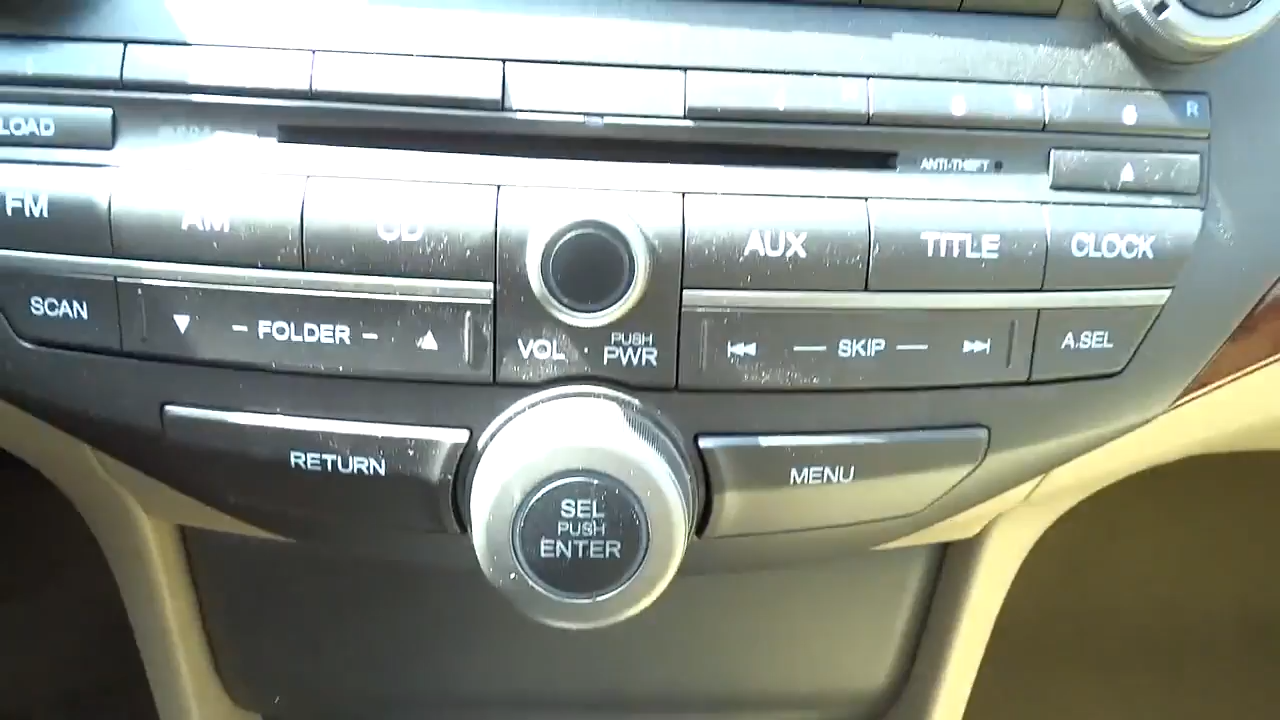 R
LOAD
ANTI-THEFT
FM AM CD AUX TITLE CLOCK
SCAN FOLDER VOL PUSH PWR SKIP A.SEL
RETURN MENU
SEL
PUSH
ENTER